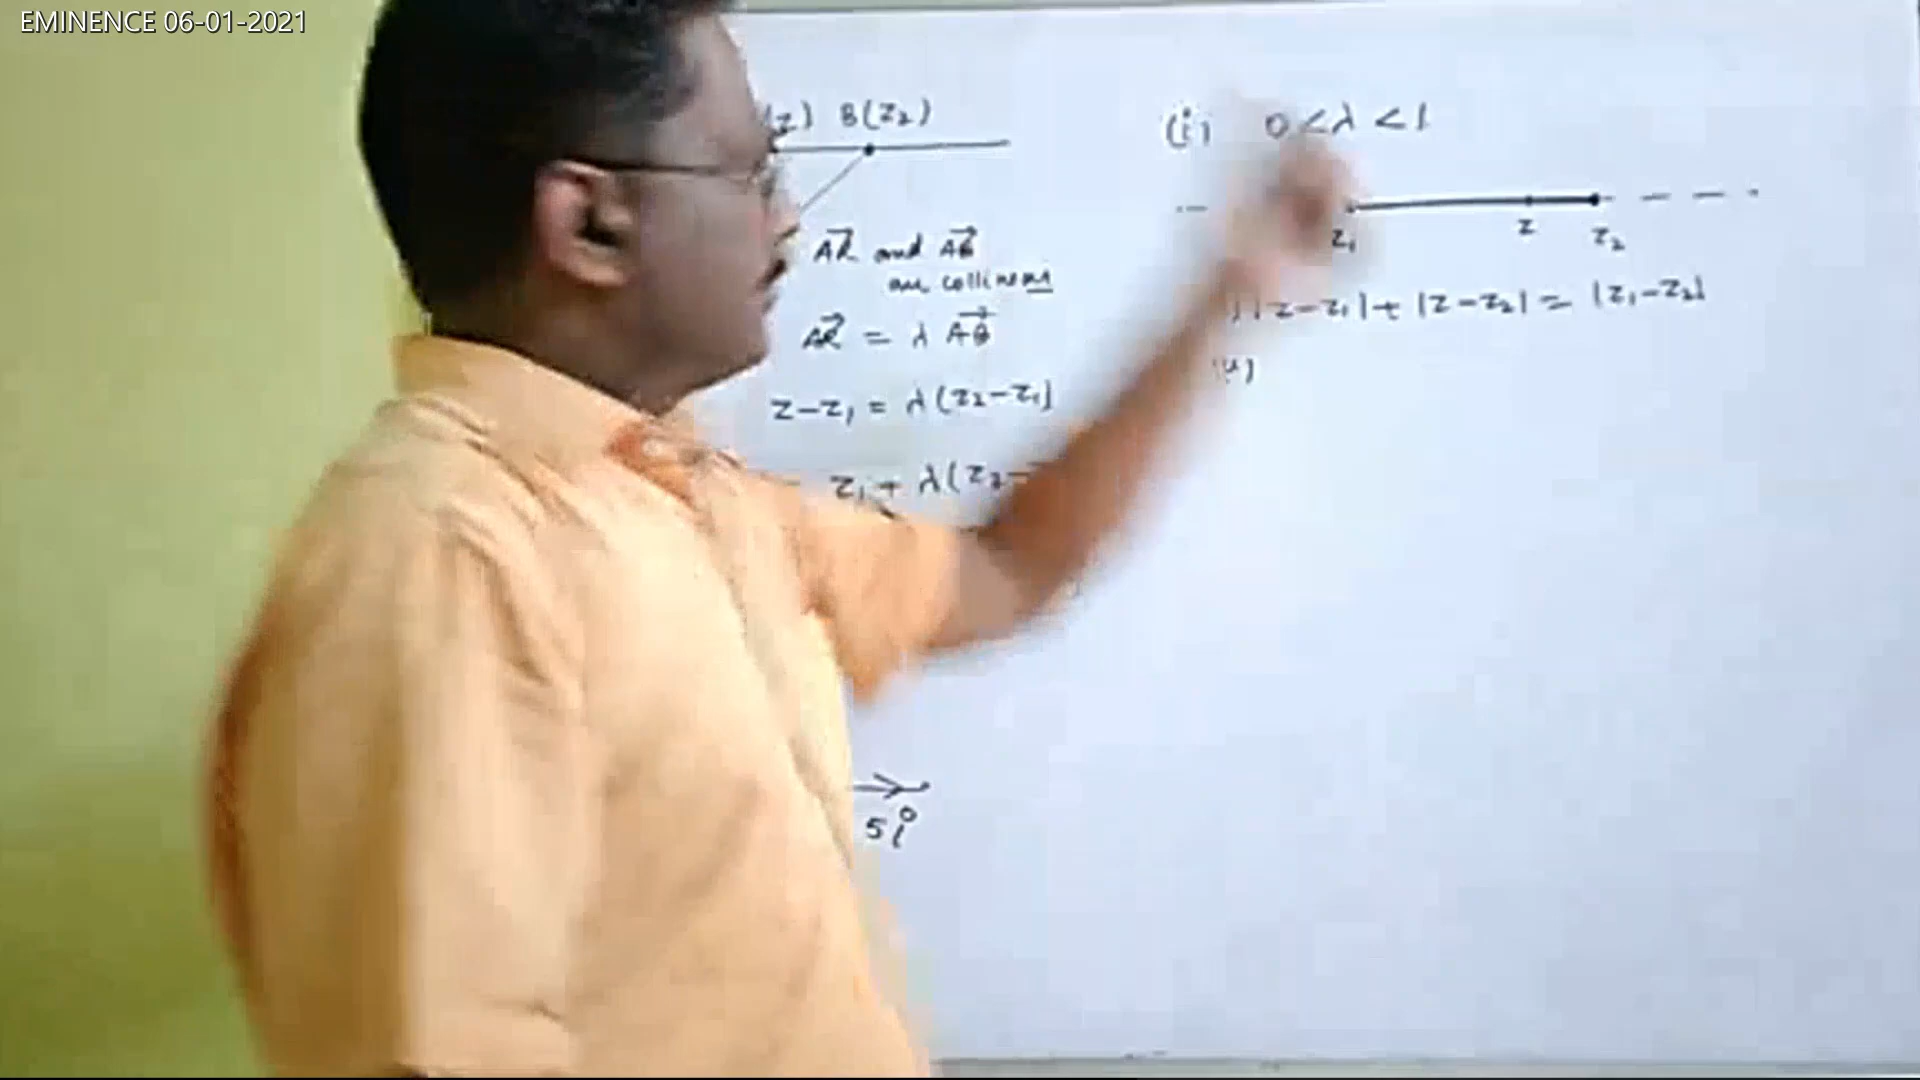 EMINENCE 06-01-2021
(z) B(z₂)
AR⃗ and AB⃗
are collinear
AR⃗ = λ AB⃗
z-z₁ = λ(z₂-z₁)
z₁ + λ(z₂-
5i
(i) 0<λ<1
z₁ z z₂
|z-z₁|+|z-z₂| = |z₁-z₂|